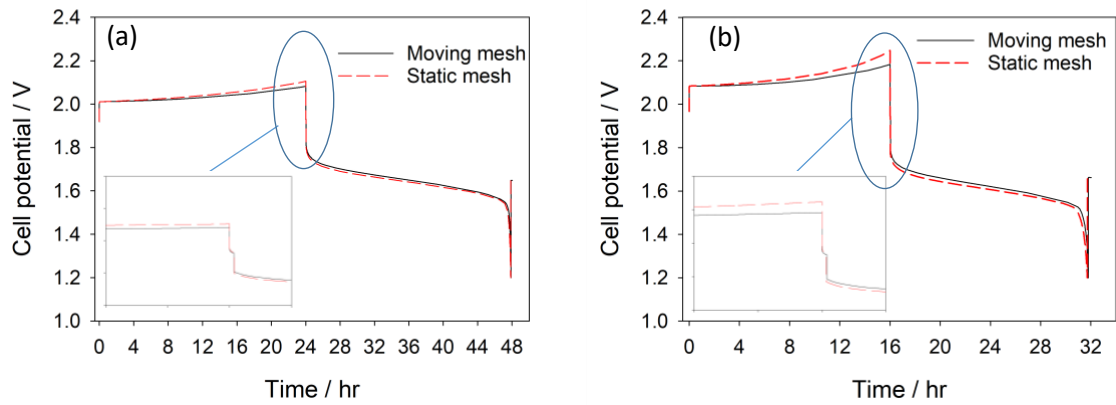 (a)
Moving mesh
Static mesh
Cell potential / V
2.4
2.2
2.0
1.8
1.6
1.4
1.2
1.0
0 4 8 12 16 20 24 28 32 36 40 44 48
Time / hr
(b)
Moving mesh
Static mesh
Cell potential / V
2.4
2.2
2.0
1.8
1.6
1.4
1.2
1.0
0 4 8 12 16 20 24 28 32
Time / hr